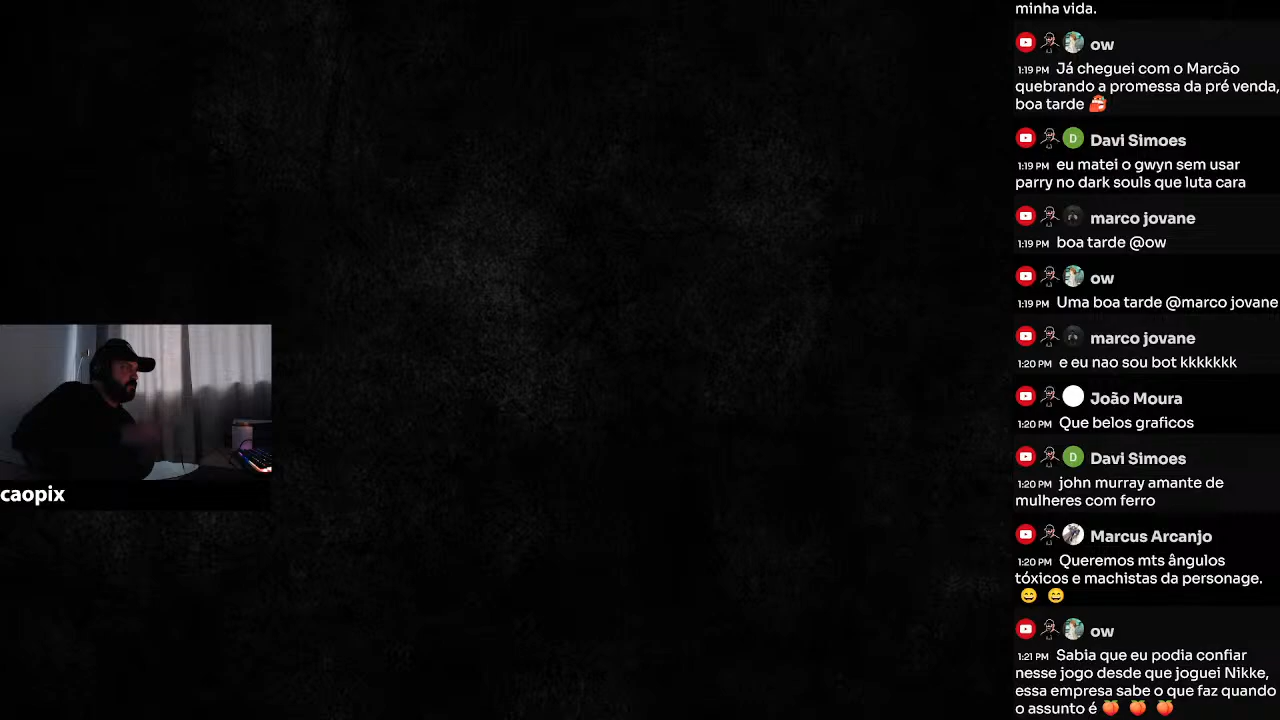 minha vida.
ow
1:19 PM Já cheguei com o Marcão
quebrando a promessa da pré venda,
boa tarde
D Davi Simoes
1:19 PM eu matei o gwyn sem usar
parry no dark souls que luta cara
marco jovane
1:19 PM boa tarde @ow
ow
1:19 PM Uma boa tarde @marco jovane
marco jovane
1:20 PM e eu nao sou bot kkkkkkk
João Moura
1:20 PM Que belos graficos
D Davi Simoes
1:20 PM john murray amante de
mulheres com ferro
Marcus Arcanjo
1:20 PM Queremos mts ângulos
tóxicos e machistas da personage.
😄 😄
ow
1:21 PM Sabia que eu podia confiar
nesse jogo desde que joguei Nikke,
essa empresa sabe o que faz quando
o assunto é 🍑 🍑 🍑
caopix